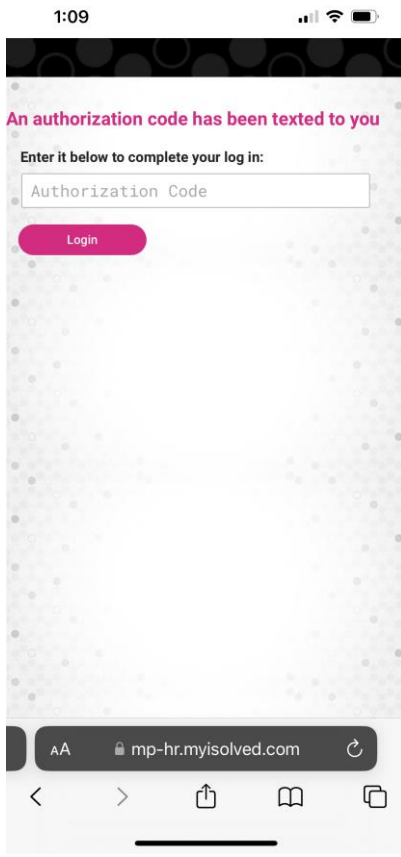 1:09
An authorization code has been texted to you
Enter it below to complete your log in:
Authorization Code
Login
AA mp-hr.myisolved.com